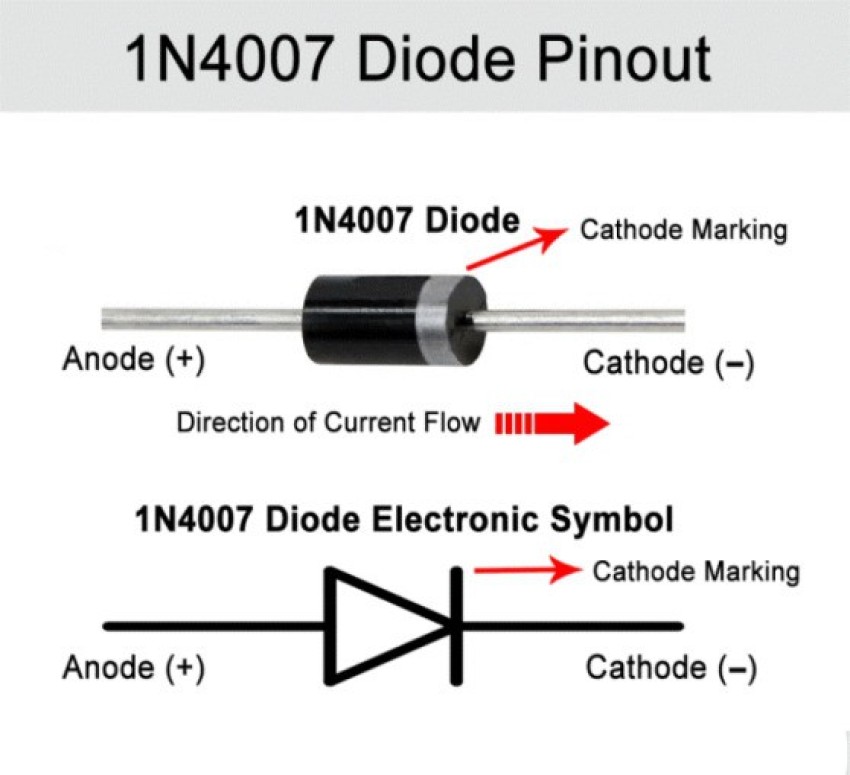 1N4007 Diode Pinout
1N4007 Diode
Cathode Marking
Anode (+)
Cathode (–)
Direction of Current Flow
1N4007 Diode Electronic Symbol
Cathode Marking
Anode (+)
Cathode (–)